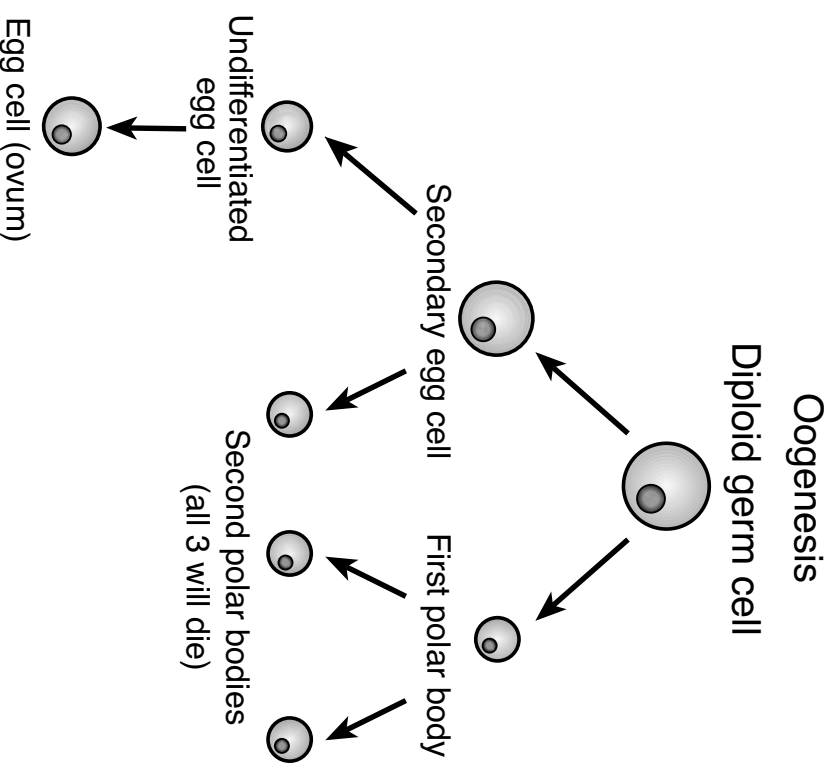 Oogenesis
Diploid germ cell
Secondary egg cell
First polar body
Undifferentiated
egg cell
Second polar bodies
(all 3 will die)
Egg cell (ovum)